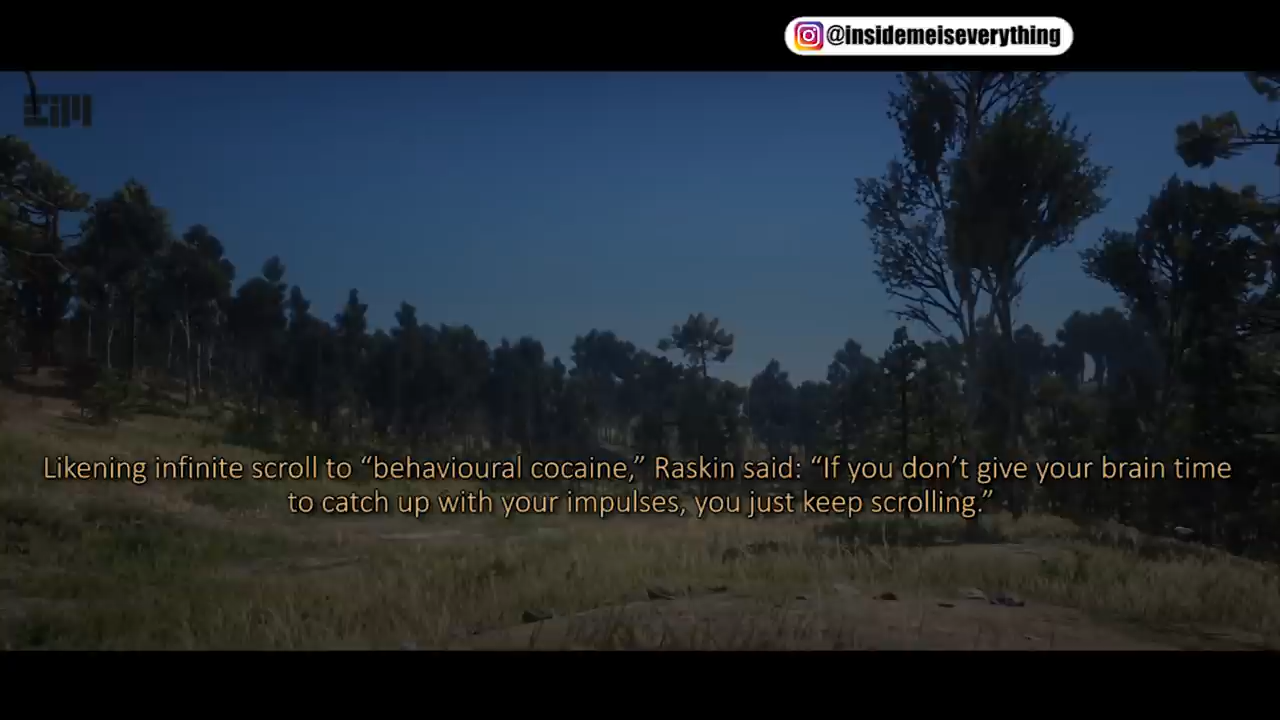 @insidemeiseverything
EiM
Likening infinite scroll to “behavioural cocaine,” Raskin said: “If you don’t give your brain time
to catch up with your impulses, you just keep scrolling.”